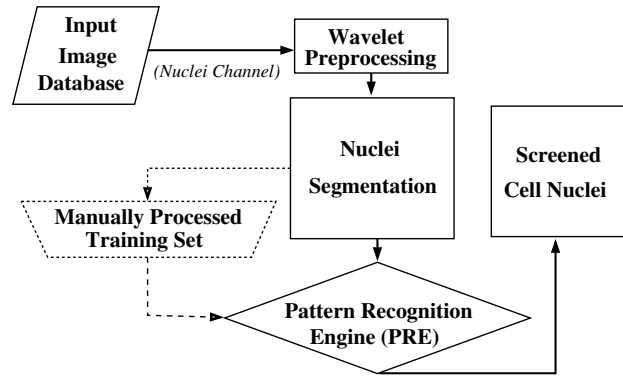 Input
Image
Database
(Nuclei Channel)
Wavelet
Preprocessing
Nuclei
Segmentation
Screened
Cell Nuclei
Manually Processed
Training Set
Pattern Recognition
Engine (PRE)